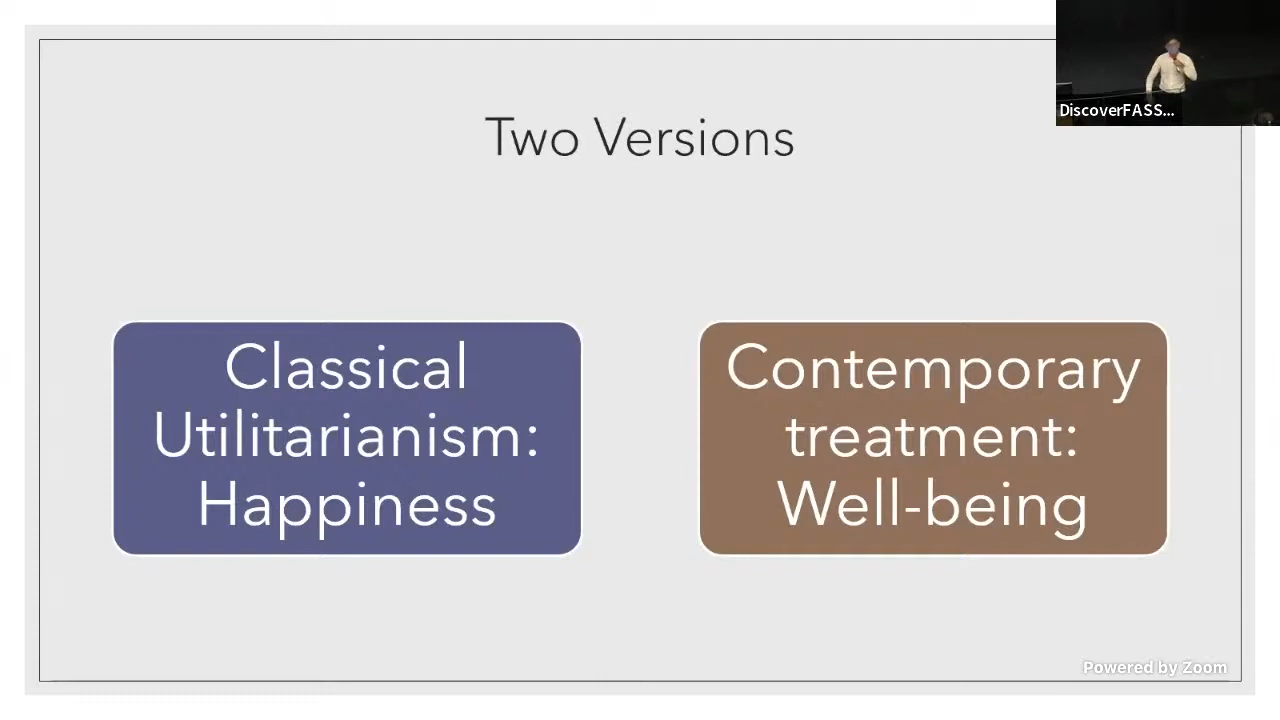 DiscoverFASS...
Two Versions
Classical
Utilitarianism:
Happiness
Contemporary
treatment:
Well-being
Powered by Zoom